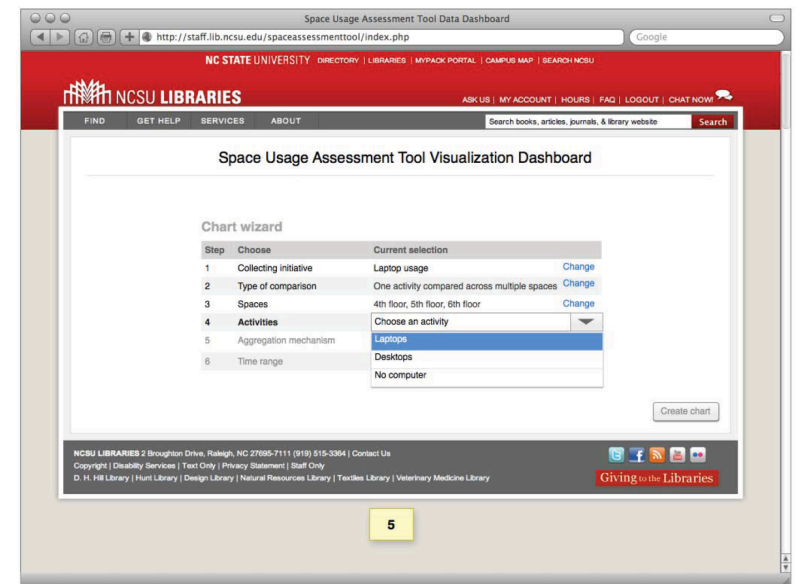 Space Usage Assessment Tool Data Dashboard
http://staff.lib.ncsu.edu/spaceassessmenttool/index.php
Google
NC STATE UNIVERSITY DIRECTORY | LIBRARIES | MYPACK PORTAL | CAMPUS MAP | SEARCH NCSU
NCSU LIBRARIES
ASK US | MY ACCOUNT | HOURS | FAQ | LOGOUT | CHAT NOW!
FIND GET HELP SERVICES ABOUT
Search books, articles, journals, & library website Search
Space Usage Assessment Tool Visualization Dashboard
Chart wizard
Step Choose Current selection
1 Collecting initiative Laptop usage Change
2 Type of comparison One activity compared across multiple spaces Change
3 Spaces 4th floor, 5th floor, 6th floor Change
4 Activities Choose an activity
Laptops
5 Aggregation mechanism
Desktops
6 Time range
No computer
Create chart
NCSU LIBRARIES 2 Broughton Drive, Raleigh, NC 27695-7111 (919) 515-3364 | Contact Us
Copyright | Disability Services | Text Only | Privacy Statement | Staff Only
D. H. Hill Library | Hunt Library | Design Library | Natural Resources Library | Textiles Library | Veterinary Medicine Library
Giving to the Libraries
5